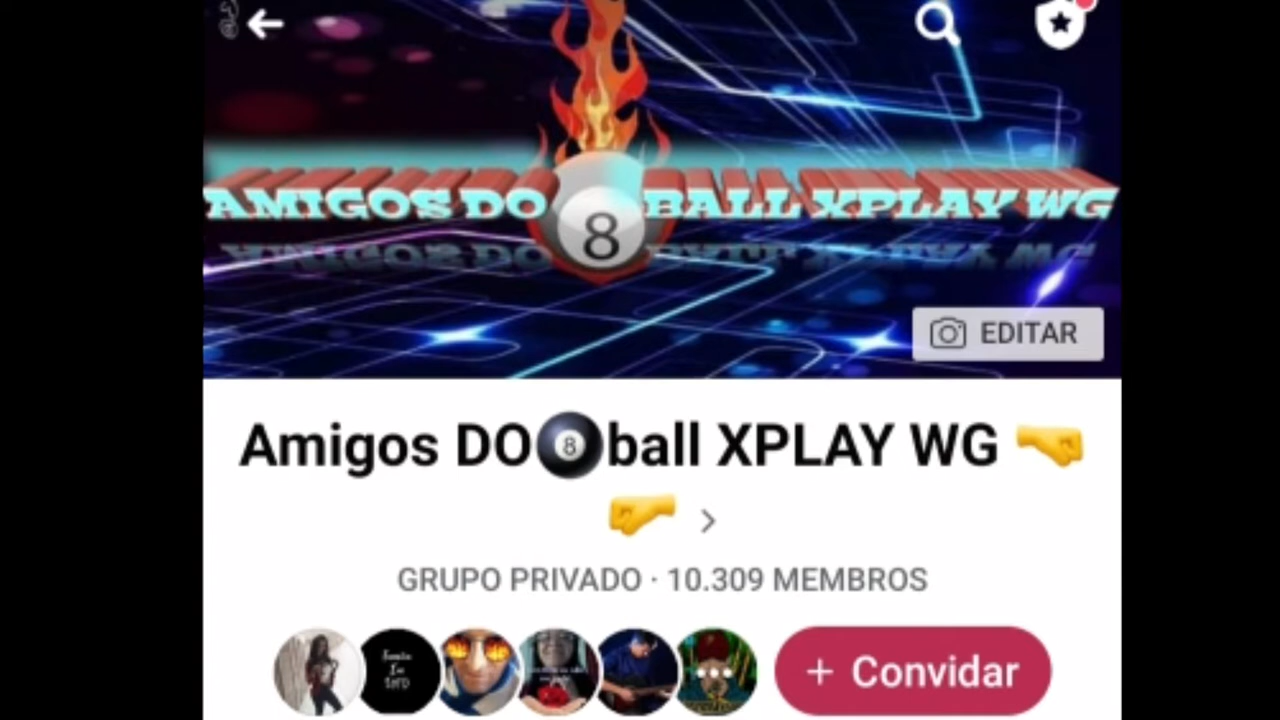 AMIGOS DO 8 BALL XPLAY WG
EDITAR
Amigos DO🎱ball XPLAY WG 🤜
🤛 >
GRUPO PRIVADO · 10.309 MEMBROS
+ Convidar